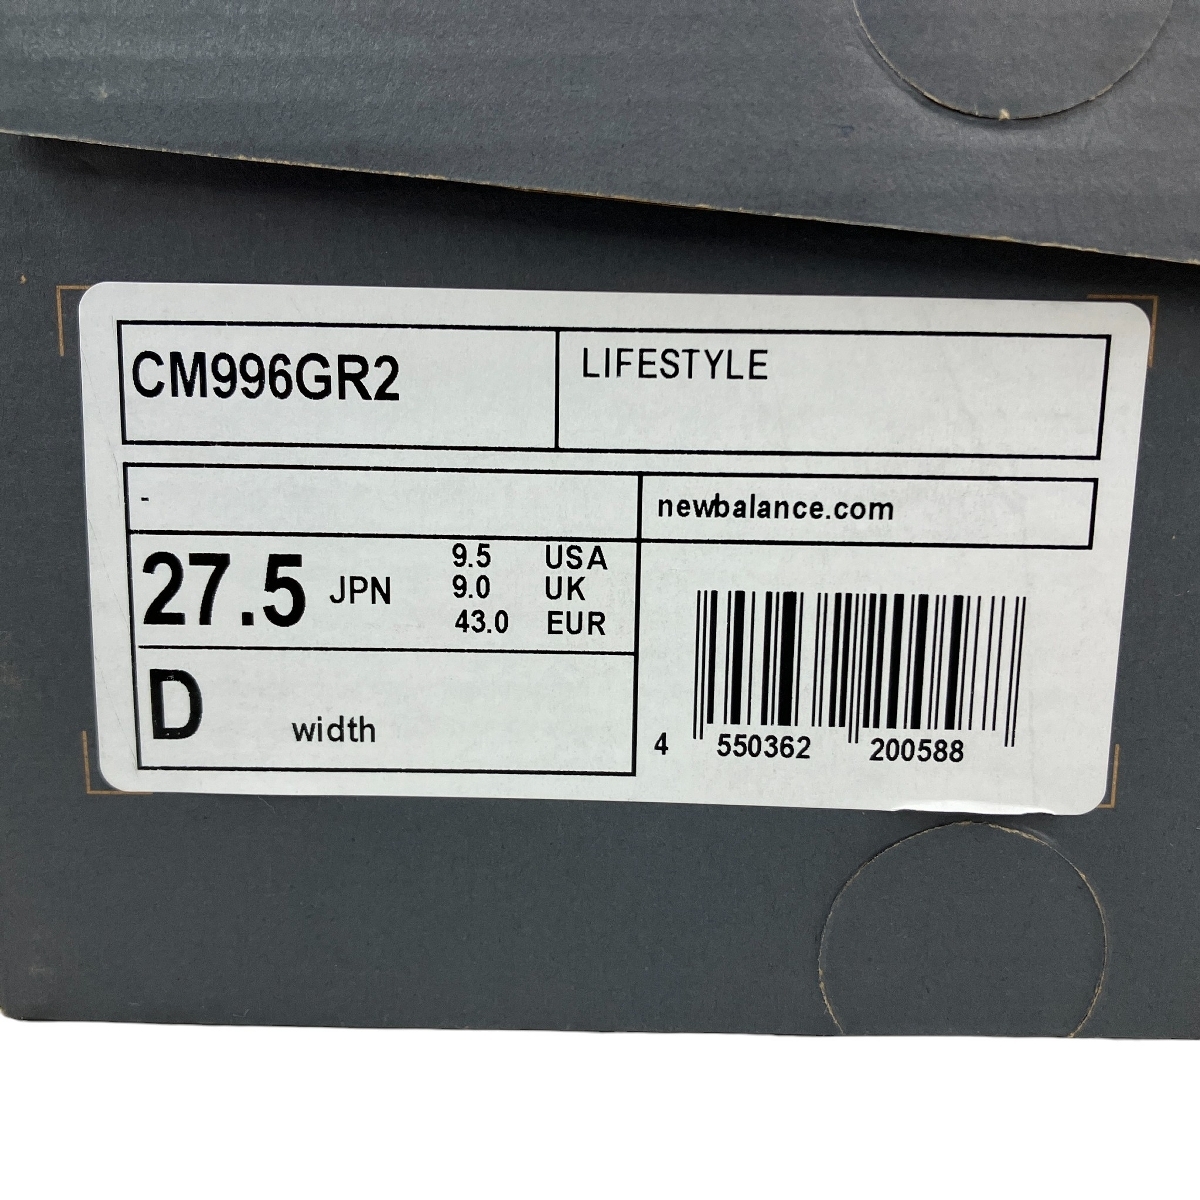 CM996GR2
LIFESTYLE
-
newbalance.com
27.5 JPN
9.5 USA
9.0 UK
43.0 EUR
D width
4 550362 200588